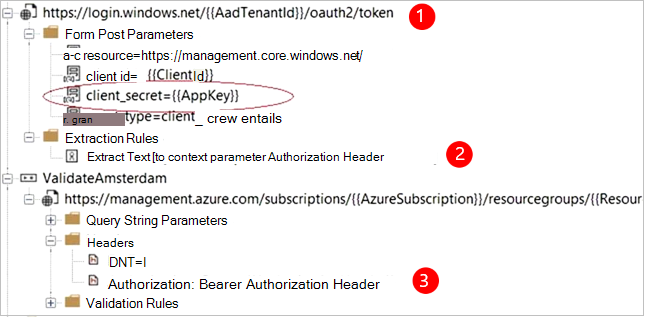 https://login.windows.net/{{AadTenantId}}/oauth2/token
1
Form Post Parameters
a-c resource=https://management.core.windows.net/
client id= {{ClientId}}
client_secret={{AppKey}}
r. gran type=client_ crew entails
Extraction Rules
Extract Text[to context parameter Authorization Header
2
ValidateAmsterdam
https://management.azure.com/subscriptions/{{AzureSubscription}}/resourcegroups/{{Resour
Query String Parameters
Headers
DNT=I
Authorization: Bearer Authorization Header
3
Validation Rules